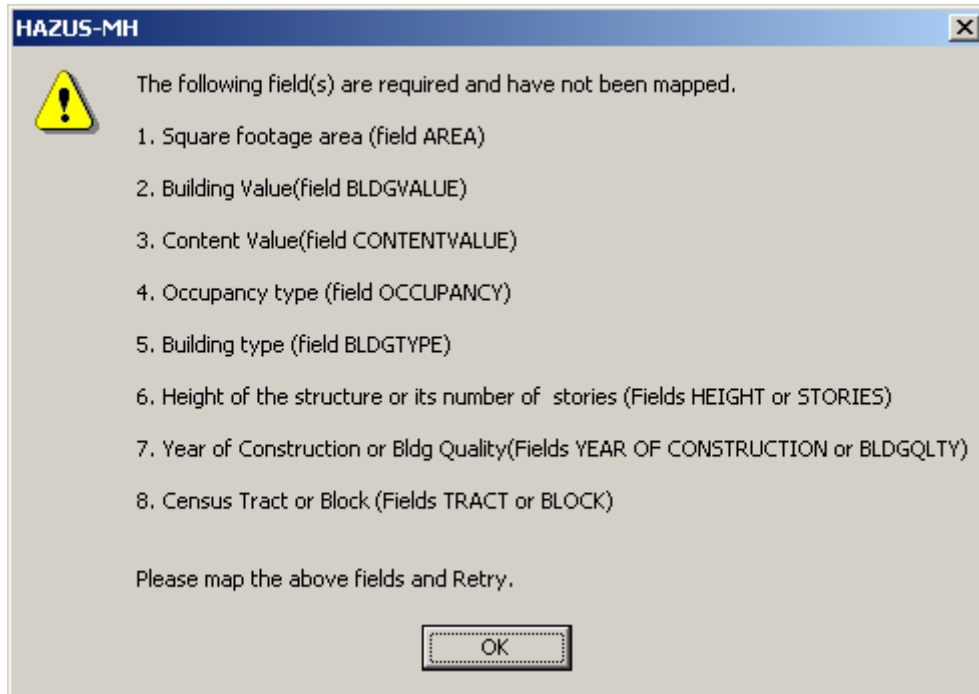 HAZUS-MH
The following field(s) are required and have not been mapped.
1. Square footage area (field AREA)
2. Building Value(field BLDGVALUE)
3. Content Value(field CONTENTVALUE)
4. Occupancy type (field OCCUPANCY)
5. Building type (field BLDGTYPE)
6. Height of the structure or its number of  stories (Fields HEIGHT or STORIES)
7. Year of Construction or Bldg Quality(Fields YEAR OF CONSTRUCTION or BLDGQLTY)
8. Census Tract or Block (Fields TRACT or BLOCK)
Please map the above fields and Retry.
OK